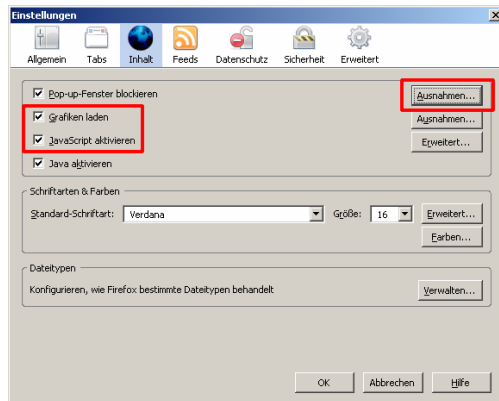 Einstellungen
Allgemein Tabs Inhalt Feeds Datenschutz Sicherheit Erweitert
Pop-up-Fenster blockieren Ausnahmen...
Grafiken laden Ausnahmen...
JavaScript aktivieren Erweitert...
Java aktivieren
Schriftarten & Farben
Standard-Schriftart: Verdana Größe: 16 Erweitert...
Farben...
Dateitypen
Konfigurieren, wie Firefox bestimmte Dateitypen behandelt Verwalten...
OK Abbrechen Hilfe